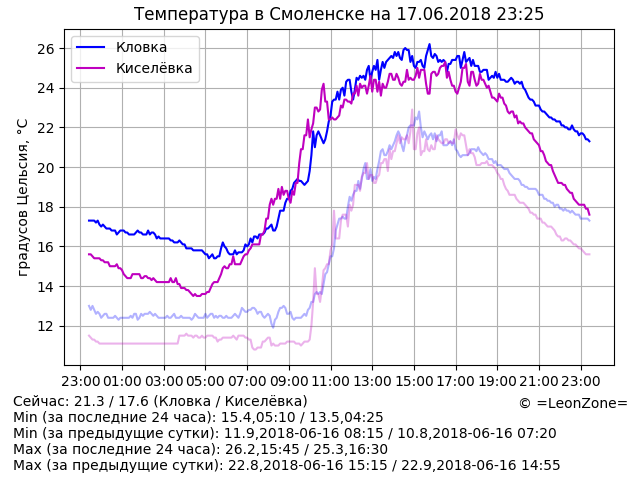 Температура в Смоленске на 17.06.2018 23:25
Кловка
Киселёвка
градусов Цельсия, °C
26
24
22
20
18
16
14
12
23:00 01:00 03:00 05:00 07:00 09:00 11:00 13:00 15:00 17:00 19:00 21:00 23:00
Сейчас: 21.3 / 17.6 (Кловка / Киселёвка)
© =LeonZone=
Min (за последние 24 часа): 15.4,05:10 / 13.5,04:25
Min (за предыдущие сутки): 11.9,2018-06-16 08:15 / 10.8,2018-06-16 07:20
Max (за последние 24 часа): 26.2,15:45 / 25.3,16:30
Max (за предыдущие сутки): 22.8,2018-06-16 15:15 / 22.9,2018-06-16 14:55